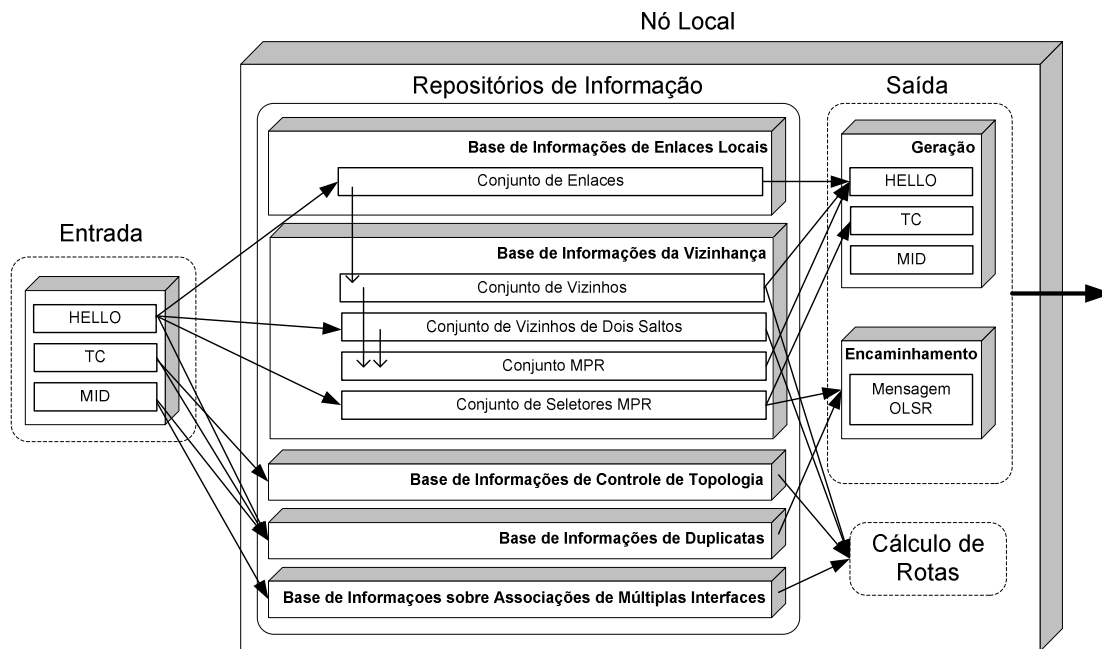 Nó Local
Repositórios de Informação
Saída
Base de Informações de Enlaces Locais
Conjunto de Enlaces
Geração
HELLO
TC
MID
Entrada
HELLO
TC
MID
Base de Informações da Vizinhança
Conjunto de Vizinhos
Conjunto de Vizinhos de Dois Saltos
Conjunto MPR
Conjunto de Seletores MPR
Encaminhamento
Mensagem
OLSR
Base de Informações de Controle de Topologia
Base de Informações de Duplicatas
Base de Informaçoes sobre Associações de Múltiplas Interfaces
Cálculo de
Rotas